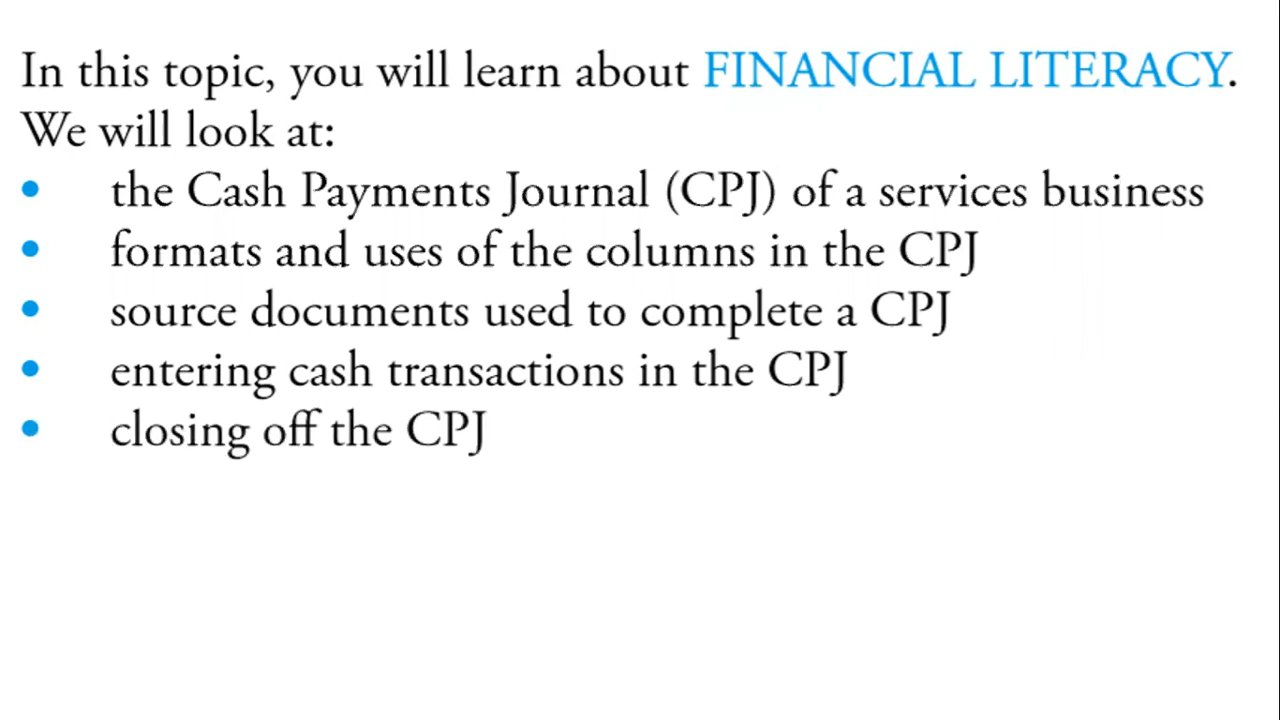 In this topic, you will learn about FINANCIAL LITERACY.
We will look at:
• the Cash Payments Journal (CPJ) of a services business
• formats and uses of the columns in the CPJ
• source documents used to complete a CPJ
• entering cash transactions in the CPJ
• closing off the CPJ